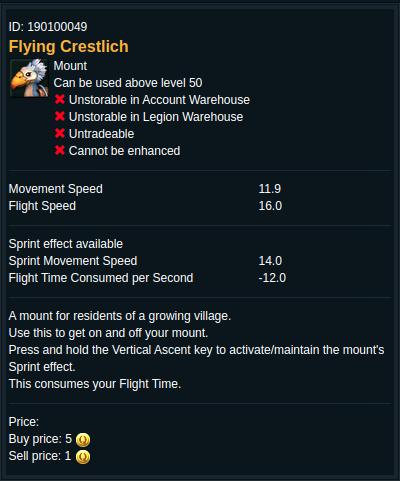 ID: 190100049
Flying Crestlich
Mount
Can be used above level 50
Unstorable in Account Warehouse
Unstorable in Legion Warehouse
Untradeable
Cannot be enhanced
Movement Speed 11.9
Flight Speed 16.0
Sprint effect available
Sprint Movement Speed 14.0
Flight Time Consumed per Second -12.0
A mount for residents of a growing village.
Use this to get on and off your mount.
Press and hold the Vertical Ascent key to activate/maintain the mount's
Sprint effect.
This consumes your Flight Time.
Price:
Buy price: 5
Sell price: 1